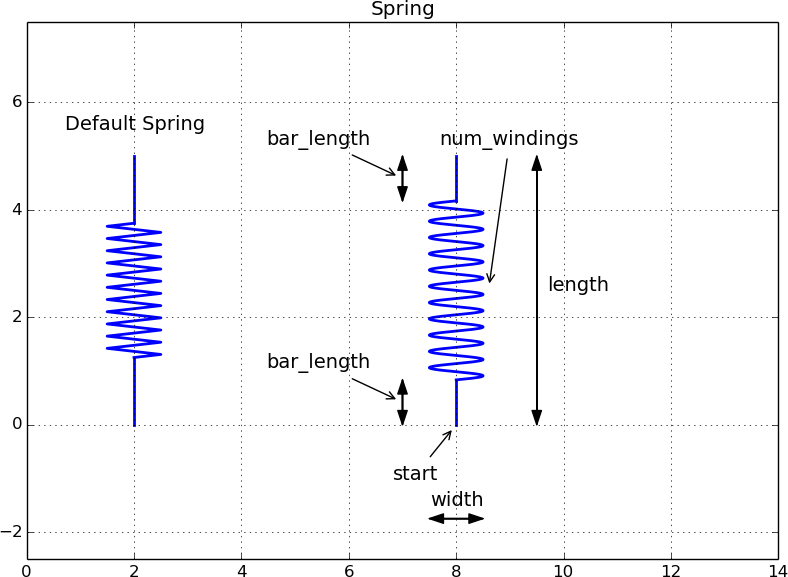 Spring
6
Default Spring
bar_length
num_windings
4
length
2
bar_length
0
start
width
−2
0
2
4
6
8
10
12
14